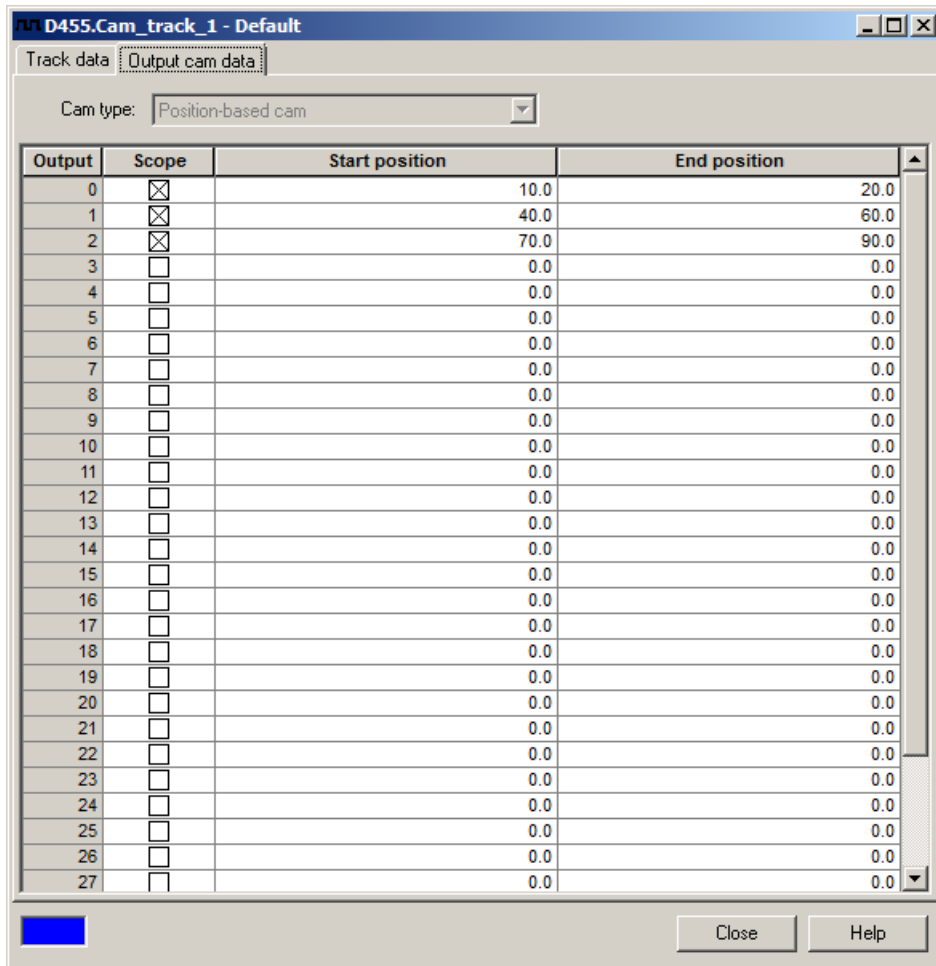 D455.Cam_track_1 - Default
Track data Output cam data
Cam type: Position-based cam
Output Scope Start position End position
0 10.0 20.0
1 40.0 60.0
2 70.0 90.0
3 0.0 0.0
4 0.0 0.0
5 0.0 0.0
6 0.0 0.0
7 0.0 0.0
8 0.0 0.0
9 0.0 0.0
10 0.0 0.0
11 0.0 0.0
12 0.0 0.0
13 0.0 0.0
14 0.0 0.0
15 0.0 0.0
16 0.0 0.0
17 0.0 0.0
18 0.0 0.0
19 0.0 0.0
20 0.0 0.0
21 0.0 0.0
22 0.0 0.0
23 0.0 0.0
24 0.0 0.0
25 0.0 0.0
26 0.0 0.0
27 0.0 0.0
Close Help